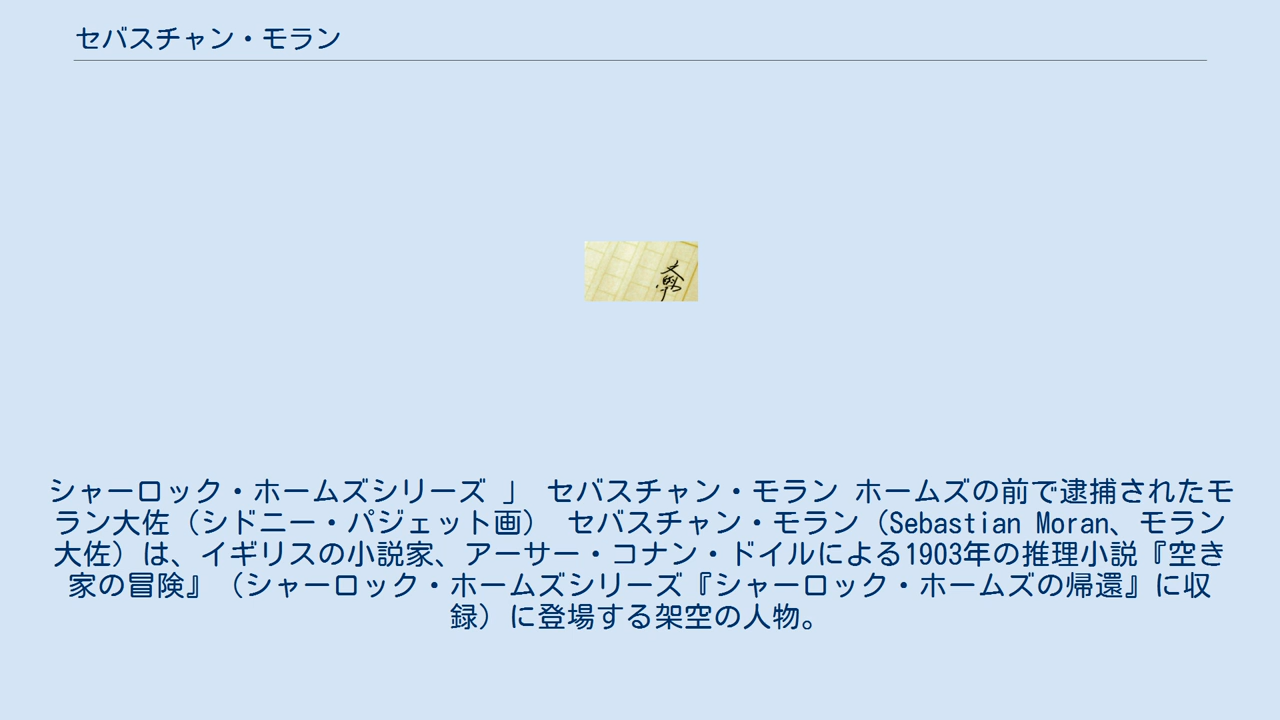 セバスチャン・モラン
シャーロック・ホームズシリーズ 」 セバスチャン・モラン ホームズの前で逮捕されたモ
ラン大佐（シドニー・パジェット画） セバスチャン・モラン（Sebastian Moran、モラン
大佐）は、イギリスの小説家、アーサー・コナン・ドイルによる1903年の推理小説『空き
家の冒険』（シャーロック・ホームズシリーズ『シャーロック・ホームズの帰還』に収
録）に登場する架空の人物。